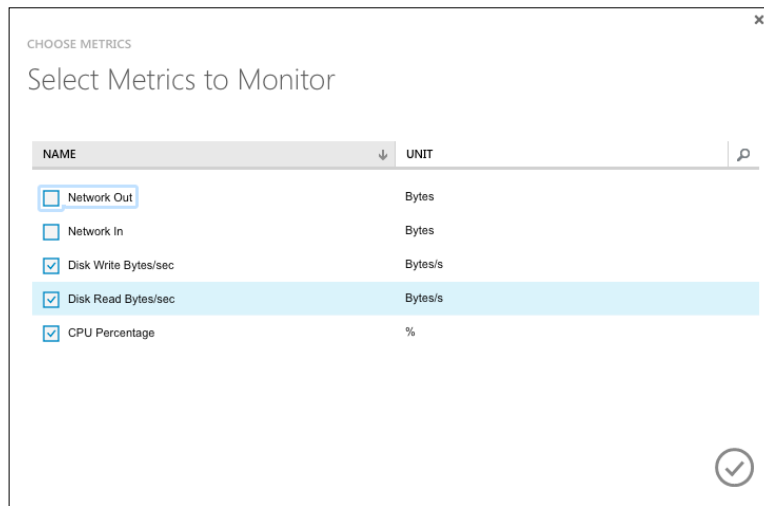 CHOOSE METRICS
Select Metrics to Monitor
NAME UNIT
Network Out Bytes
Network In Bytes
Disk Write Bytes/sec Bytes/s
Disk Read Bytes/sec Bytes/s
CPU Percentage %